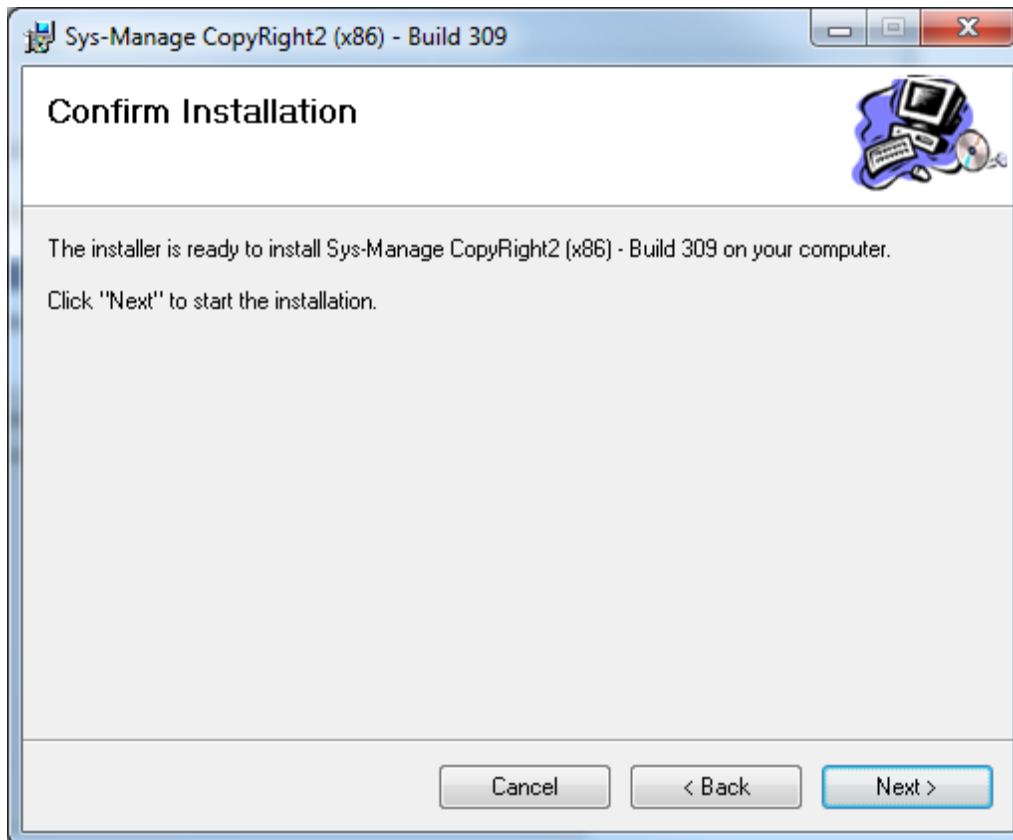 Sys-Manage CopyRight2 (x86) - Build 309
Confirm Installation
The installer is ready to install Sys-Manage CopyRight2 (x86) - Build 309 on your computer.
Click "Next" to start the installation.
Cancel
< Back
Next >